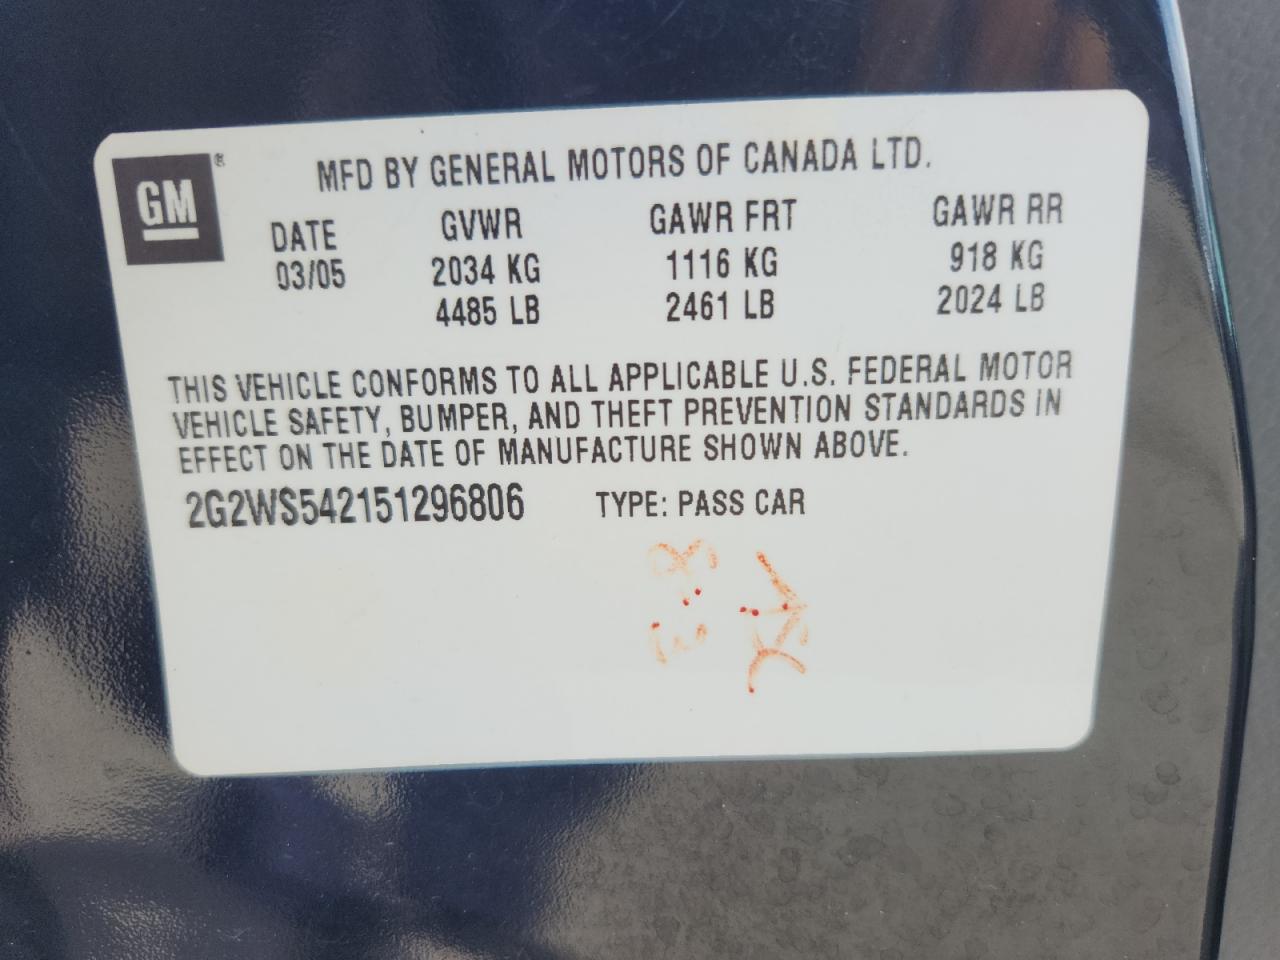 GM®
MFD BY GENERAL MOTORS OF CANADA LTD.
DATE GVWR GAWR FRT GAWR RR
03/05 2034 KG 1116 KG 918 KG
4485 LB 2461 LB 2024 LB
THIS VEHICLE CONFORMS TO ALL APPLICABLE U.S. FEDERAL MOTOR
VEHICLE SAFETY, BUMPER, AND THEFT PREVENTION STANDARDS IN
EFFECT ON THE DATE OF MANUFACTURE SHOWN ABOVE.
2G2WS542151296806 TYPE: PASS CAR